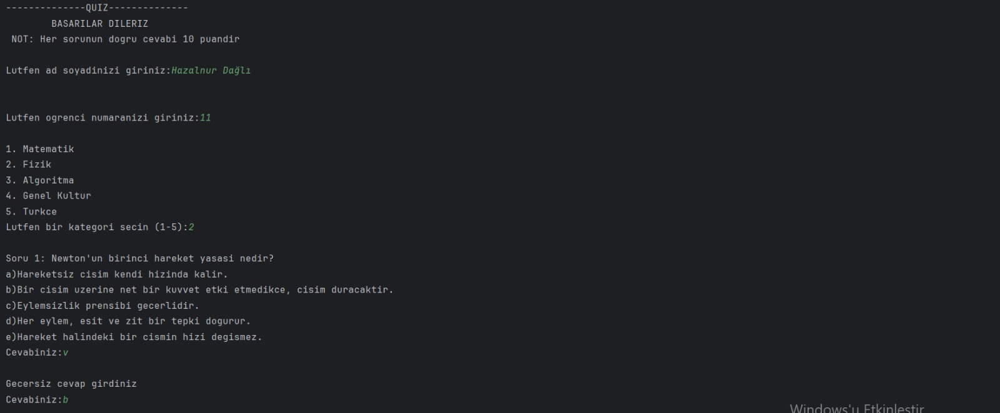 --------------QUIZ--------------
BASARILAR DILERIZ
NOT: Her sorunun dogru cevabi 10 puandir
Lutfen ad soyadinizi giriniz:Hazalnur Dağlı
Lutfen ogrenci numaranizi giriniz:11
1. Matematik
2. Fizik
3. Algoritma
4. Genel Kultur
5. Turkce
Lutfen bir kategori secin (1-5):2
Soru 1: Newton'un birinci hareket yasasi nedir?
a)Hareketsiz cisim kendi hizinda kalir.
b)Bir cisim uzerine net bir kuvvet etki etmedikce, cisim duracaktir.
c)Eylemsizlik prensibi gecerlidir.
d)Her eylem, esit ve zit bir tepki dogurur.
e)Hareket halindeki bir cismin hizi degismez.
Cevabiniz:v
Gecersiz cevap girdiniz
Cevabiniz:b
Windows'u Etkinleştir